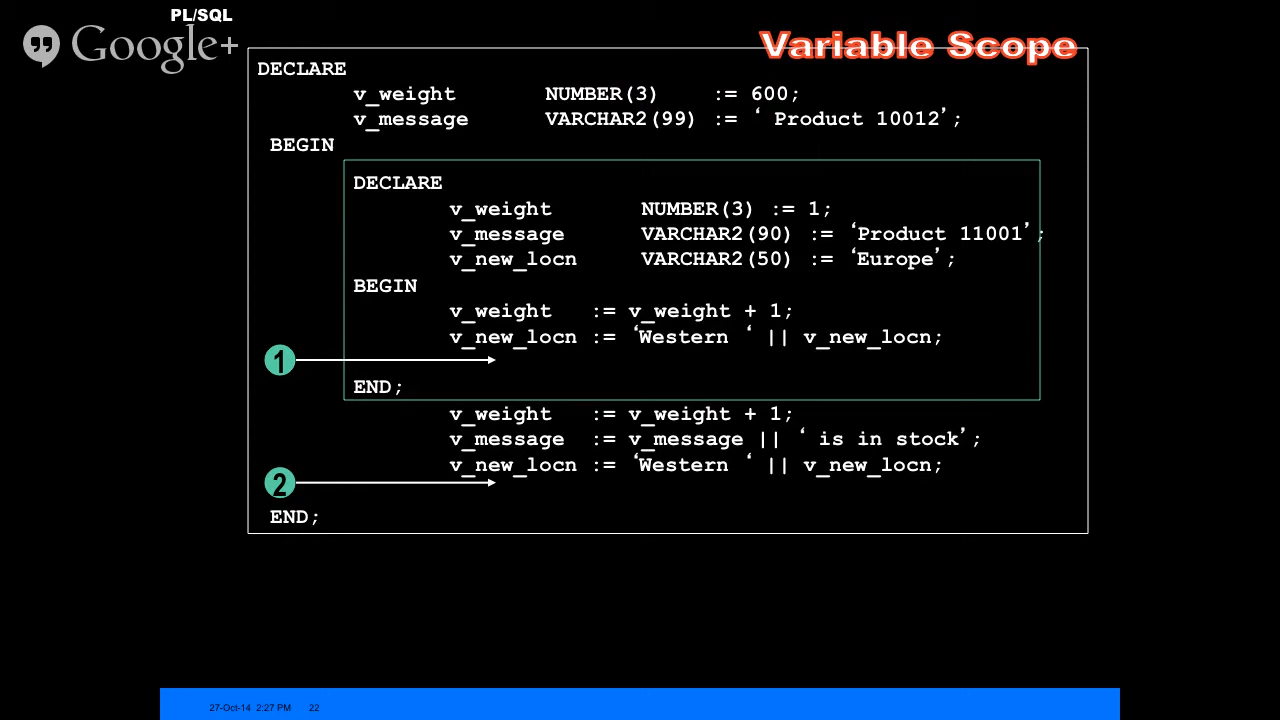 PL/SQL
Google+
Variable Scope
DECLARE
v_weight NUMBER(3) := 600;
v_message VARCHAR2(99) := ‘ Product 10012’;
BEGIN
DECLARE
v_weight NUMBER(3) := 1;
v_message VARCHAR2(90) := ‘Product 11001’;
v_new_locn VARCHAR2(50) := ‘Europe’;
BEGIN
v_weight := v_weight + 1;
v_new_locn := ‘Western ‘ || v_new_locn;
1
END;
v_weight := v_weight + 1;
v_message := v_message || ‘ is in stock’;
v_new_locn := ‘Western ‘ || v_new_locn;
2
END;
27-Oct-14 2:27 PM 22